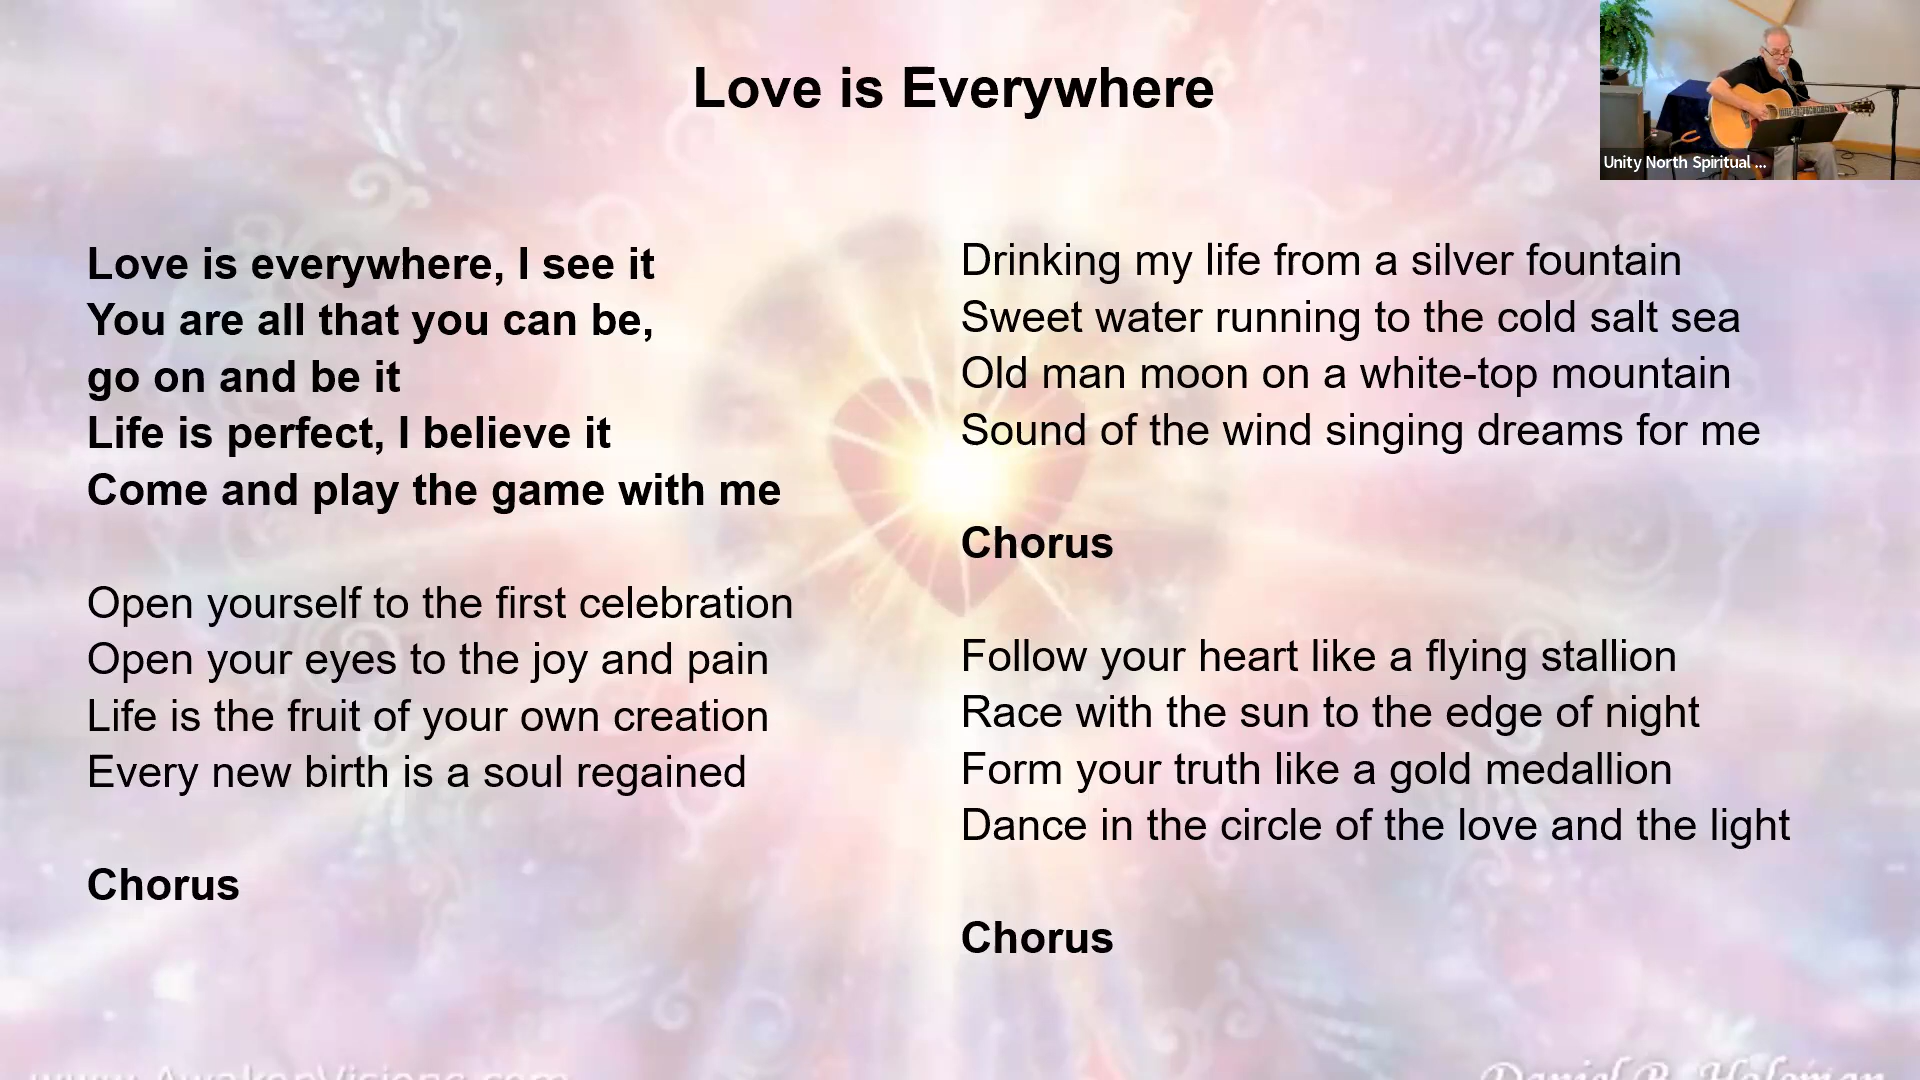 Love is Everywhere
Unity North Spiritual ...
Love is everywhere, I see it
You are all that you can be,
go on and be it
Life is perfect, I believe it
Come and play the game with me
Open yourself to the first celebration
Open your eyes to the joy and pain
Life is the fruit of your own creation
Every new birth is a soul regained
Chorus
Drinking my life from a silver fountain
Sweet water running to the cold salt sea
Old man moon on a white-top mountain
Sound of the wind singing dreams for me
Chorus
Follow your heart like a flying stallion
Race with the sun to the edge of night
Form your truth like a gold medallion
Dance in the circle of the love and the light
Chorus
www.AwakenVisions.com
Daniel B. Holeman